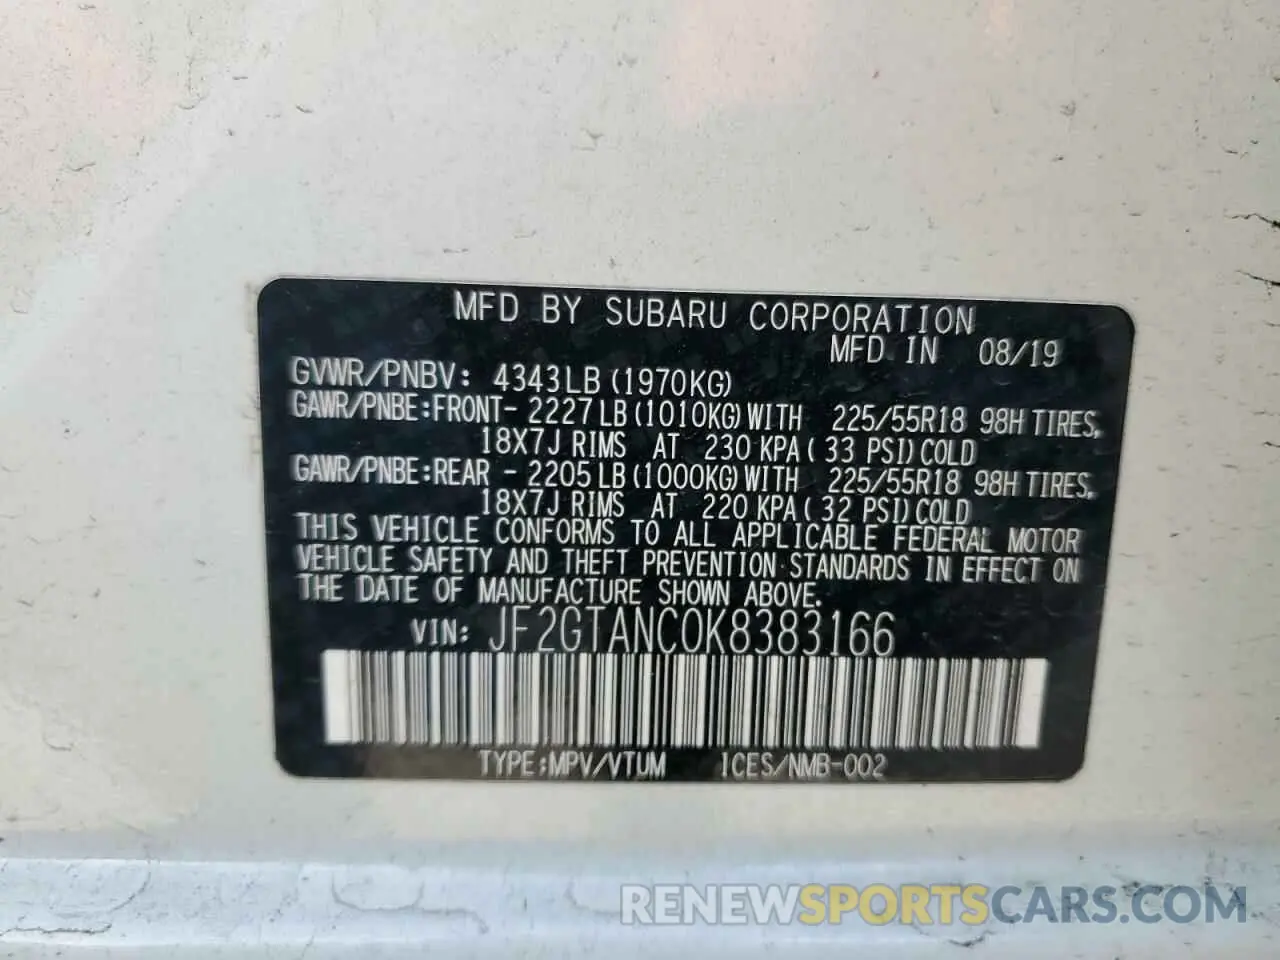 MFD BY SUBARU CORPORATION
MFD IN 08/19
GVWR/PNBV: 4343LB (1970KG)
GAWR/PNBE:FRONT- 2227LB (1010KG) WITH 225/55R18 98H TIRES,
18X7J RIMS AT 230 KPA ( 33 PSI) COLD
GAWR/PNBE:REAR - 2205LB (1000KG) WITH 225/55R18 98H TIRES,
18X7J RIMS AT 220 KPA ( 32 PSI) COLD
THIS VEHICLE CONFORMS TO ALL APPLICABLE FEDERAL MOTOR
VEHICLE SAFETY AND THEFT PREVENTION STANDARDS IN EFFECT ON
THE DATE OF MANUFACTURE SHOWN ABOVE.
VIN: JF2GTANC0K8383166
TYPE:MPV/VTUM ICES/NMB-002
RENEWSPORTSCARS.COM